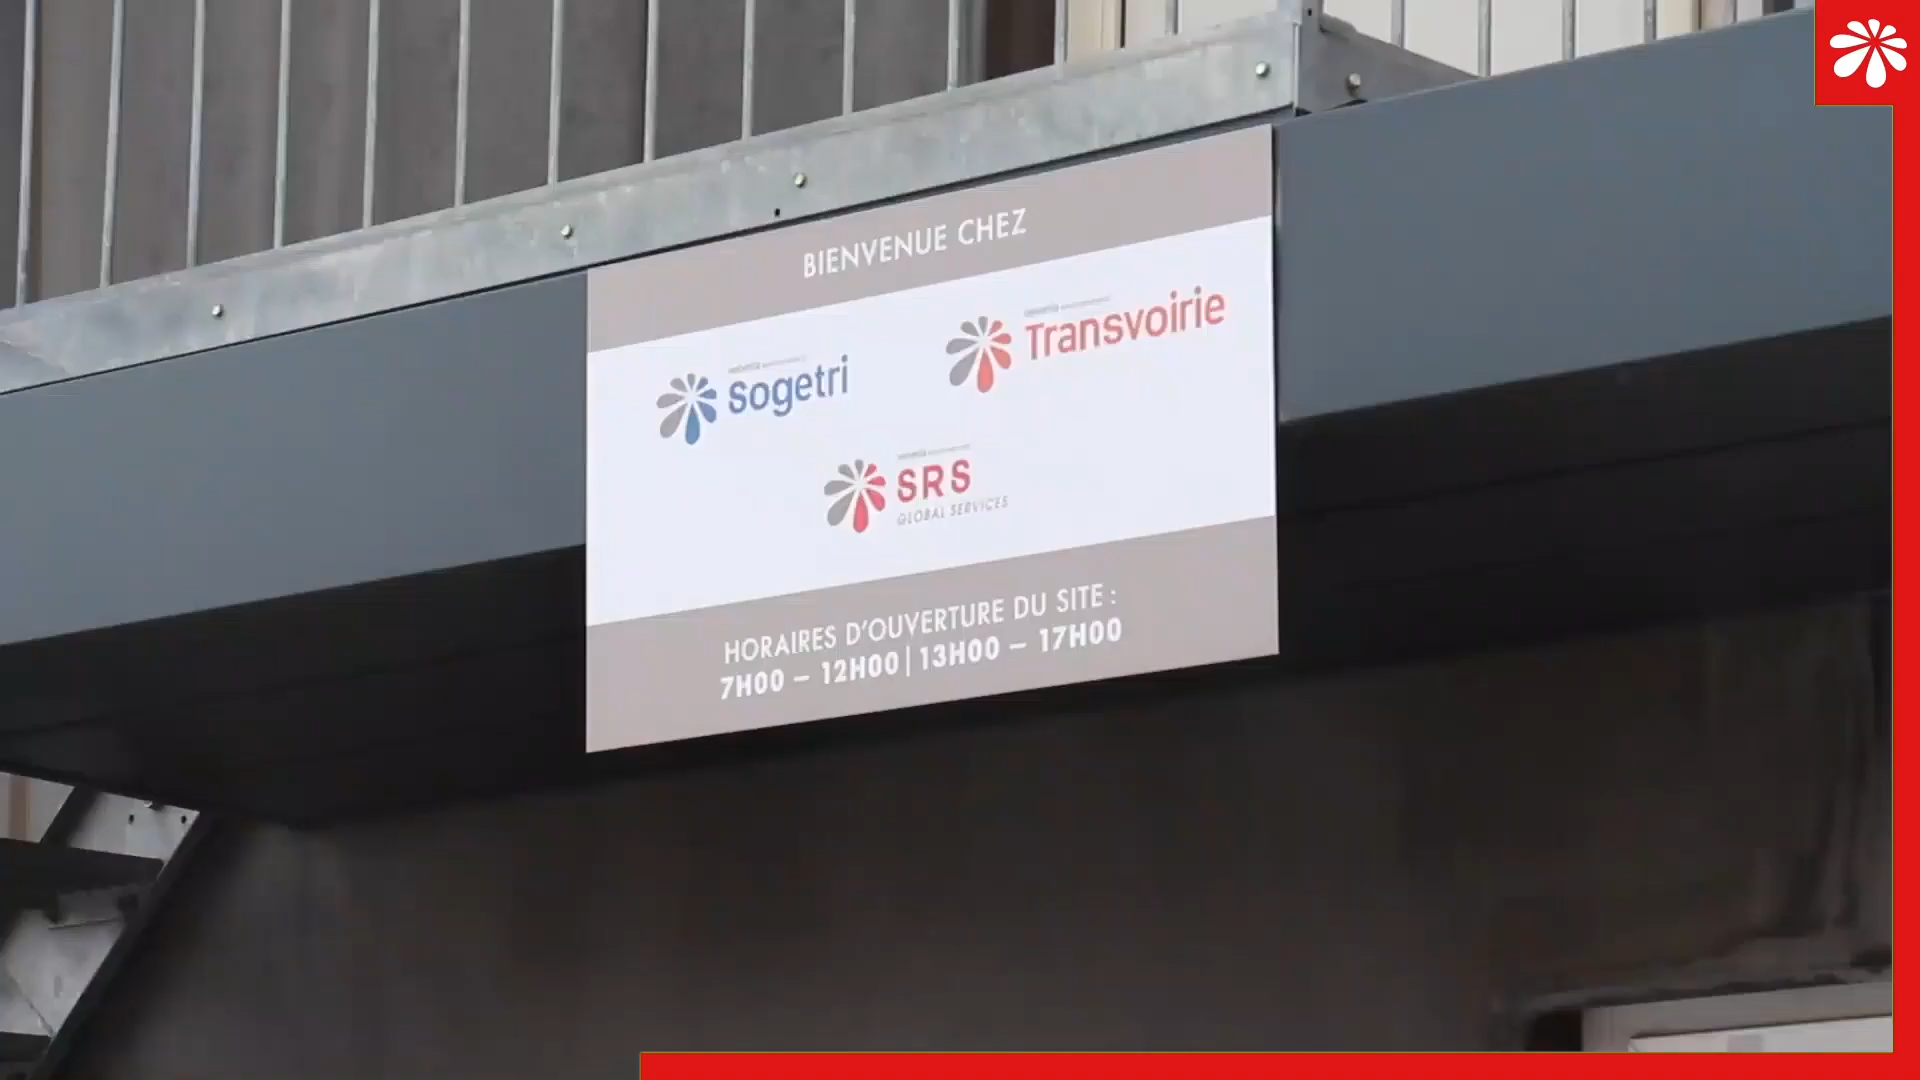 BIENVENUE CHEZ
Sogetri
Transvoirie
SRS
GLOBAL SERVICES
HORAIRES D'OUVERTURE DU SITE :
7H00 – 12H00 | 13H00 – 17H00